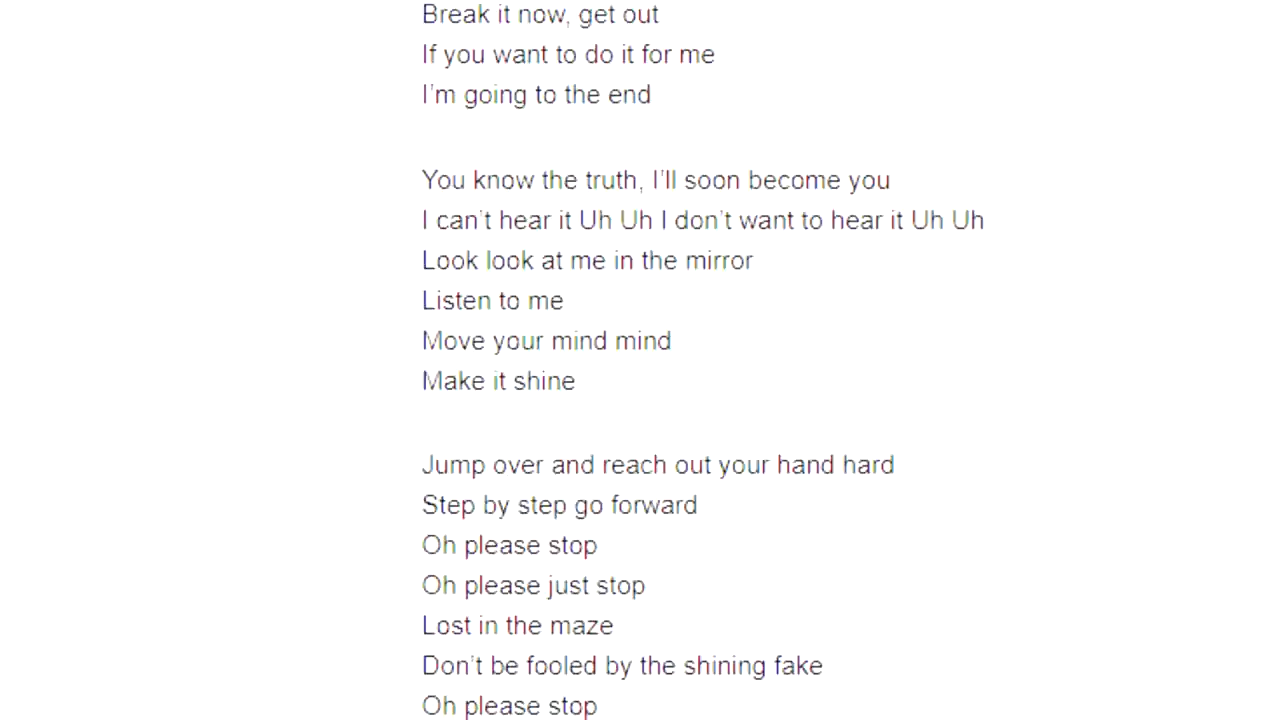 Break it now, get out
If you want to do it for me
I'm going to the end
You know the truth, I'll soon become you
I can't hear it Uh Uh I don't want to hear it Uh Uh
Look look at me in the mirror
Listen to me
Move your mind mind
Make it shine
Jump over and reach out your hand hard
Step by step go forward
Oh please stop
Oh please just stop
Lost in the maze
Don't be fooled by the shining fake
Oh please stop